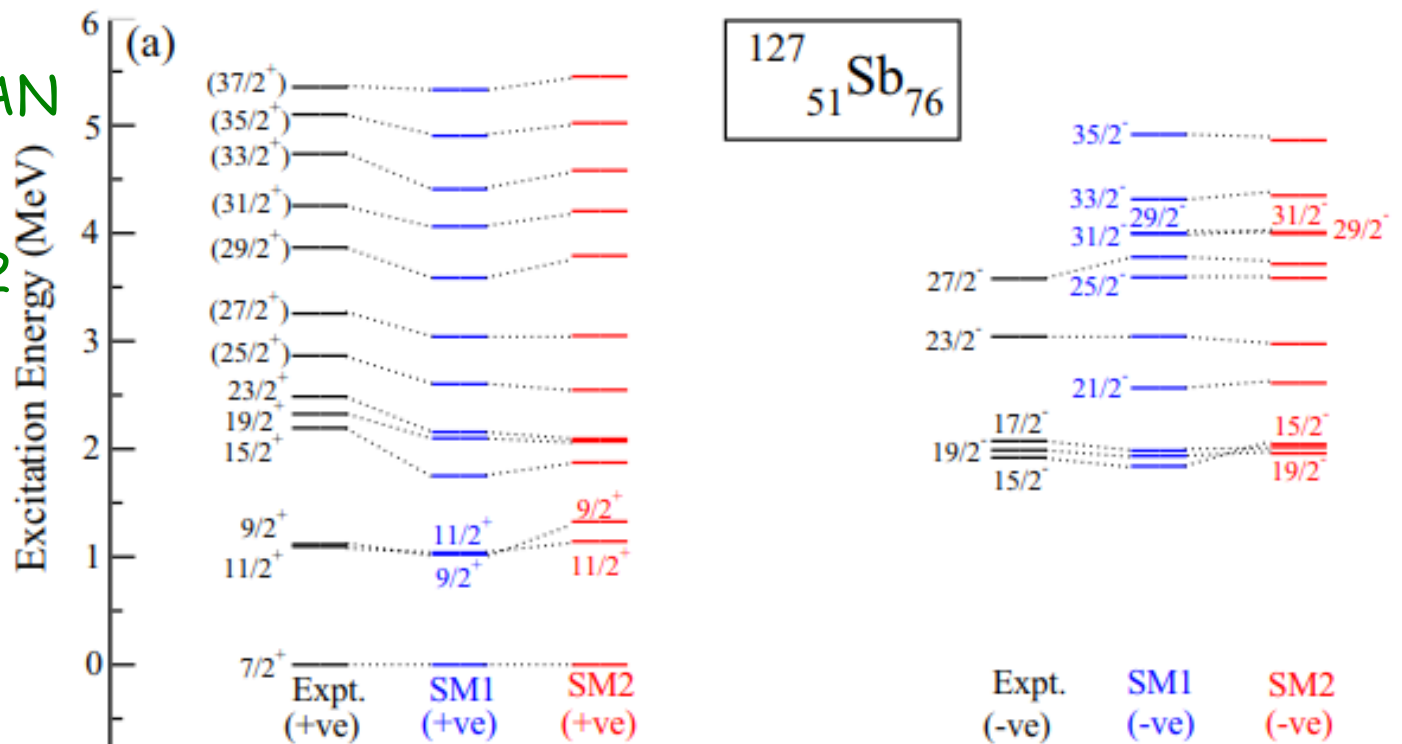 6
(a)
AN
127
51Sb76
(37/2+)
(35/2+)
5
(33/2+)
(31/2+)
4
(29/2+)
(27/2+)
3
(25/2+)
23/2+
19/2+
2
15/2+
9/2+
1
11/2+
0
7/2+
Excitation Energy (MeV)
11/2+
9/2+
9/2+
11/2+
Expt.
(+ve)
SM1
(+ve)
SM2
(+ve)
27/2-
23/2-
17/2-
19/2-
15/2-
35/2-
33/2-
29/2-
31/2-
25/2-
21/2-
31/2-
29/2-
15/2-
19/2-
Expt.
(-ve)
SM1
(-ve)
SM2
(-ve)